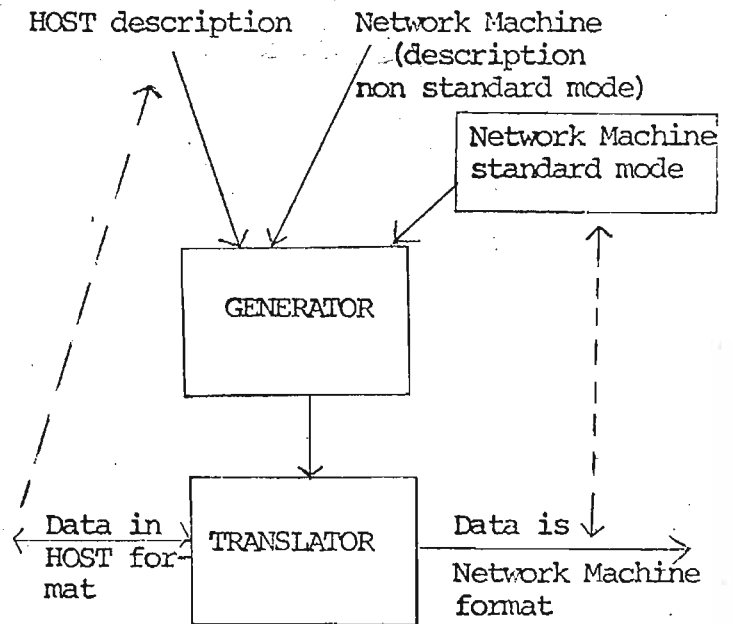 HOST description
Network Machine
(description
non standard mode)
Network Machine
standard mode
GENERATOR
Data in
HOST for-
mat
TRANSLATOR
Data is
Network Machine
format